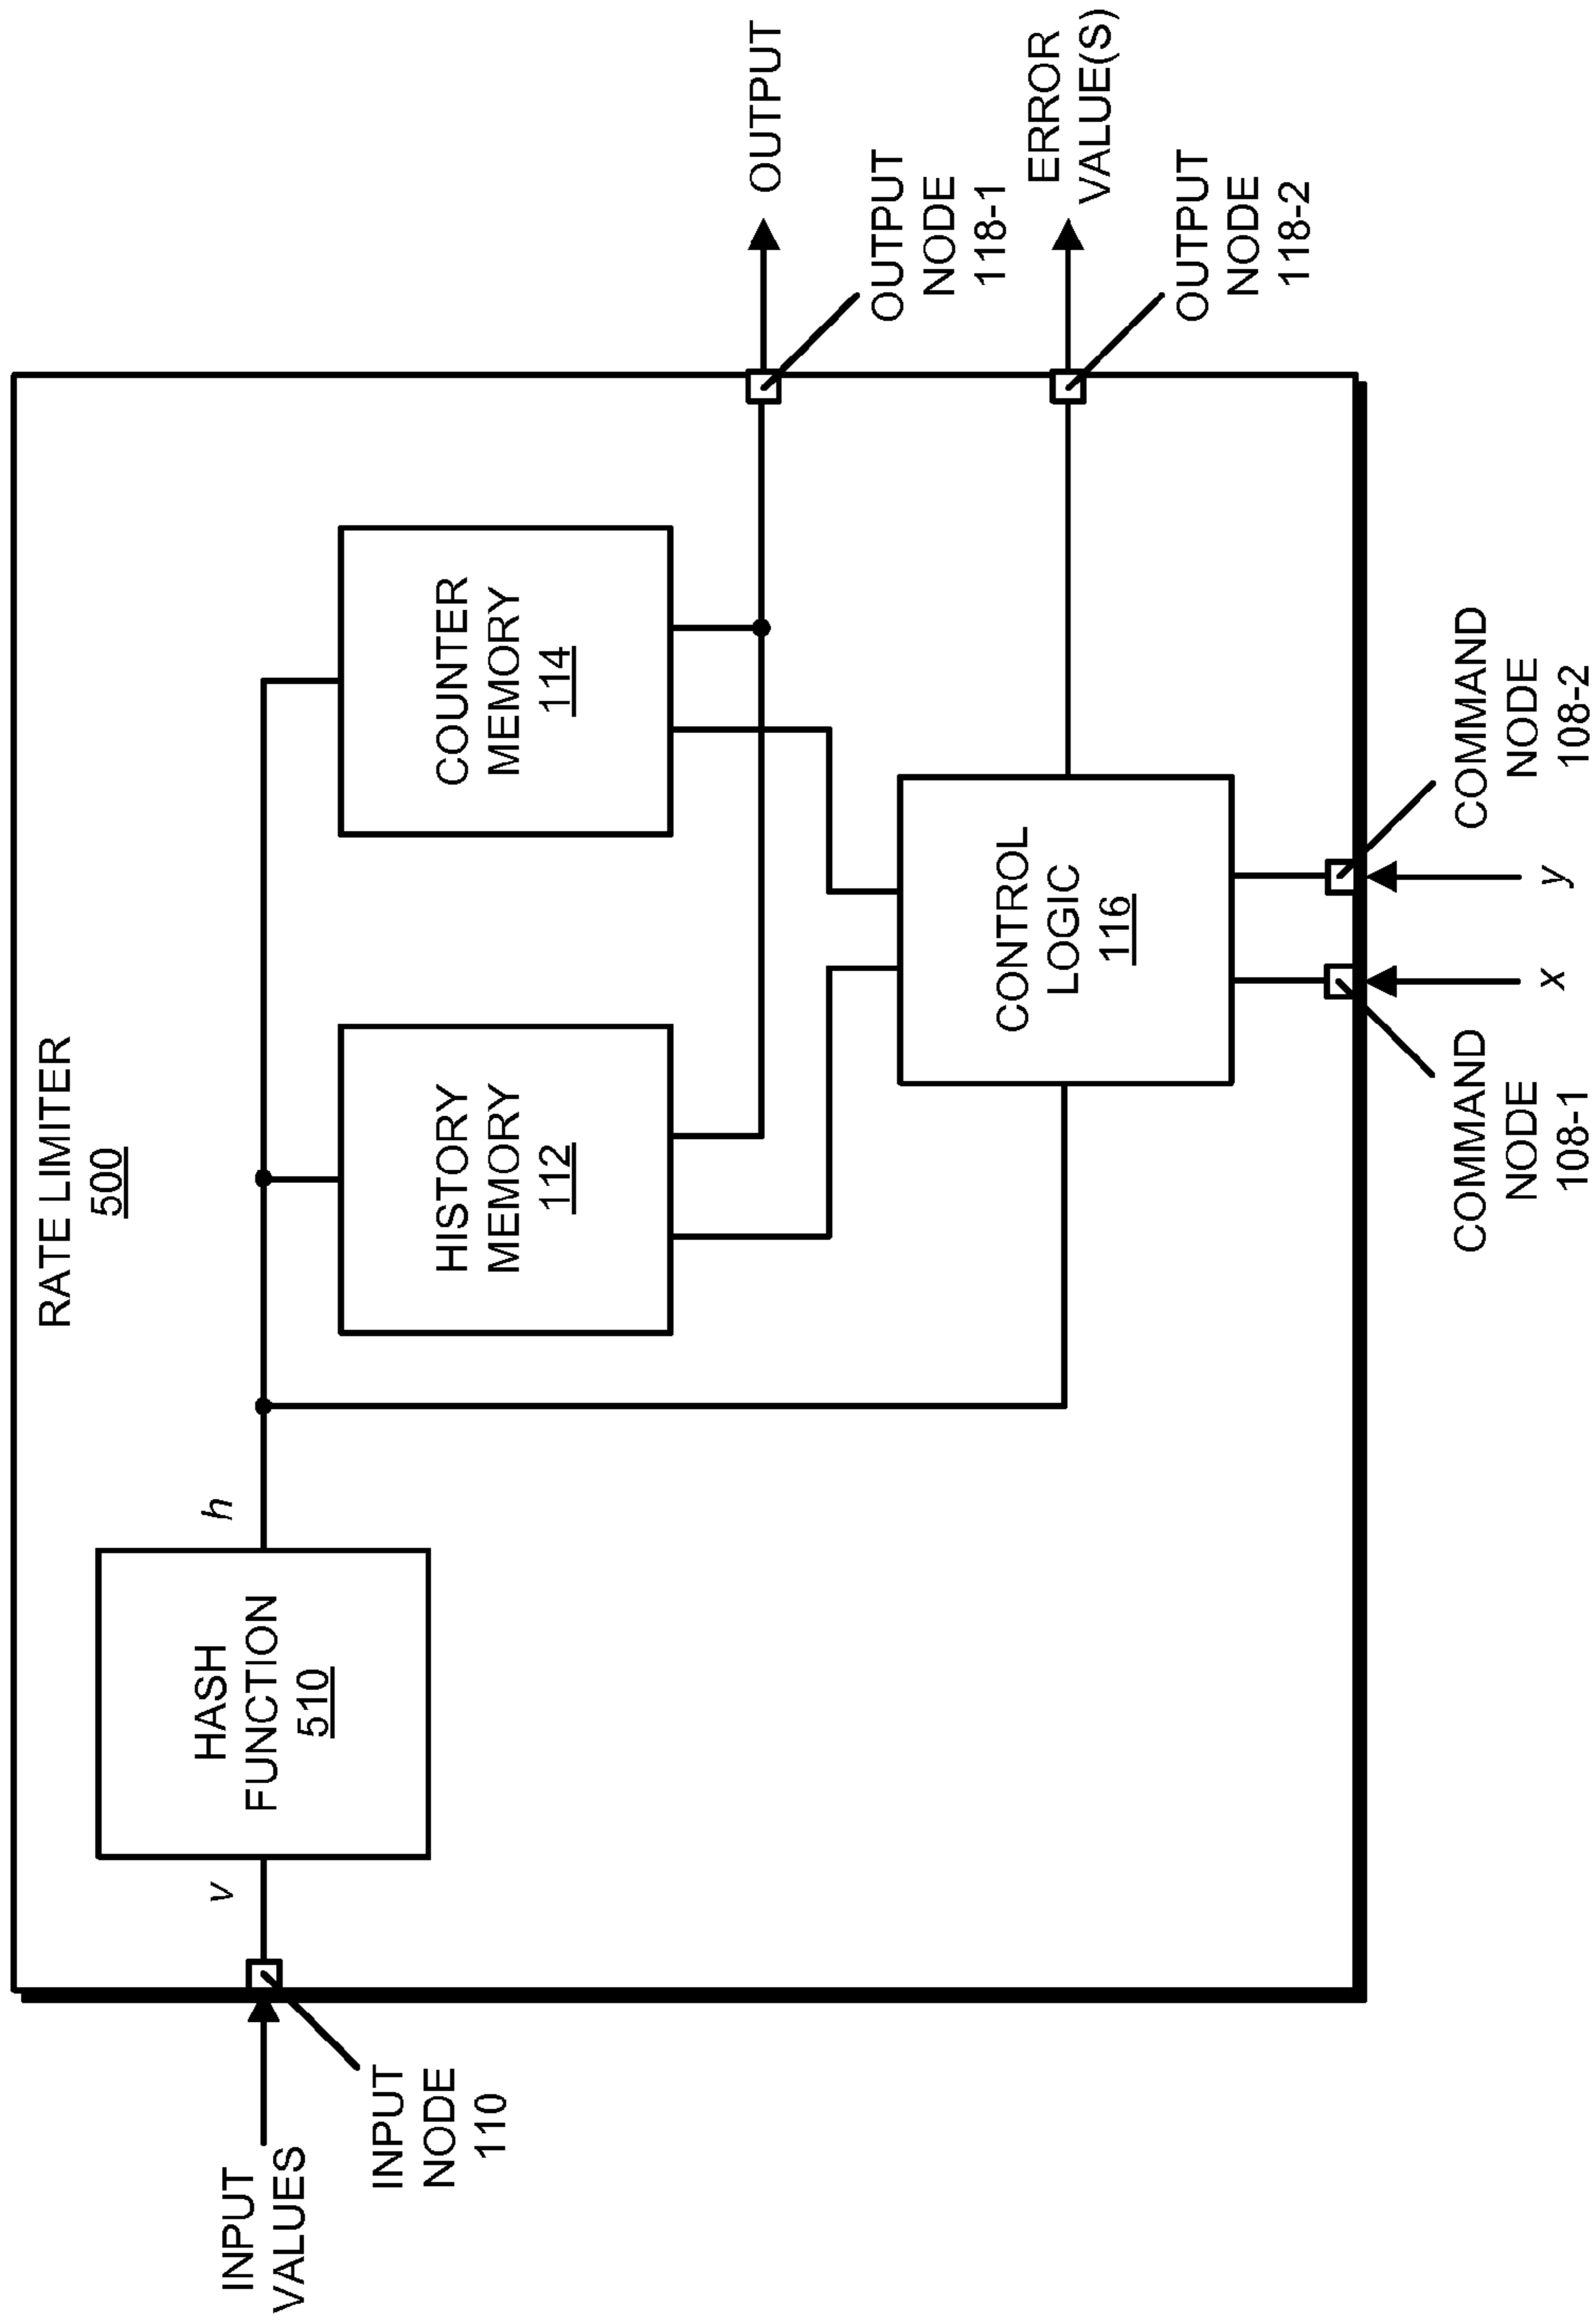 RATE LIMITER
500
INPUT
VALUES
INPUT
NODE
110
v
HASH
FUNCTION
510
h
HISTORY
MEMORY
112
COUNTER
MEMORY
114
CONTROL
LOGIC
116
OUTPUT
OUTPUT
NODE
118-1
ERROR
VALUE(S)
OUTPUT
NODE
118-2
x
y
COMMAND
NODE
108-1
COMMAND
NODE
108-2